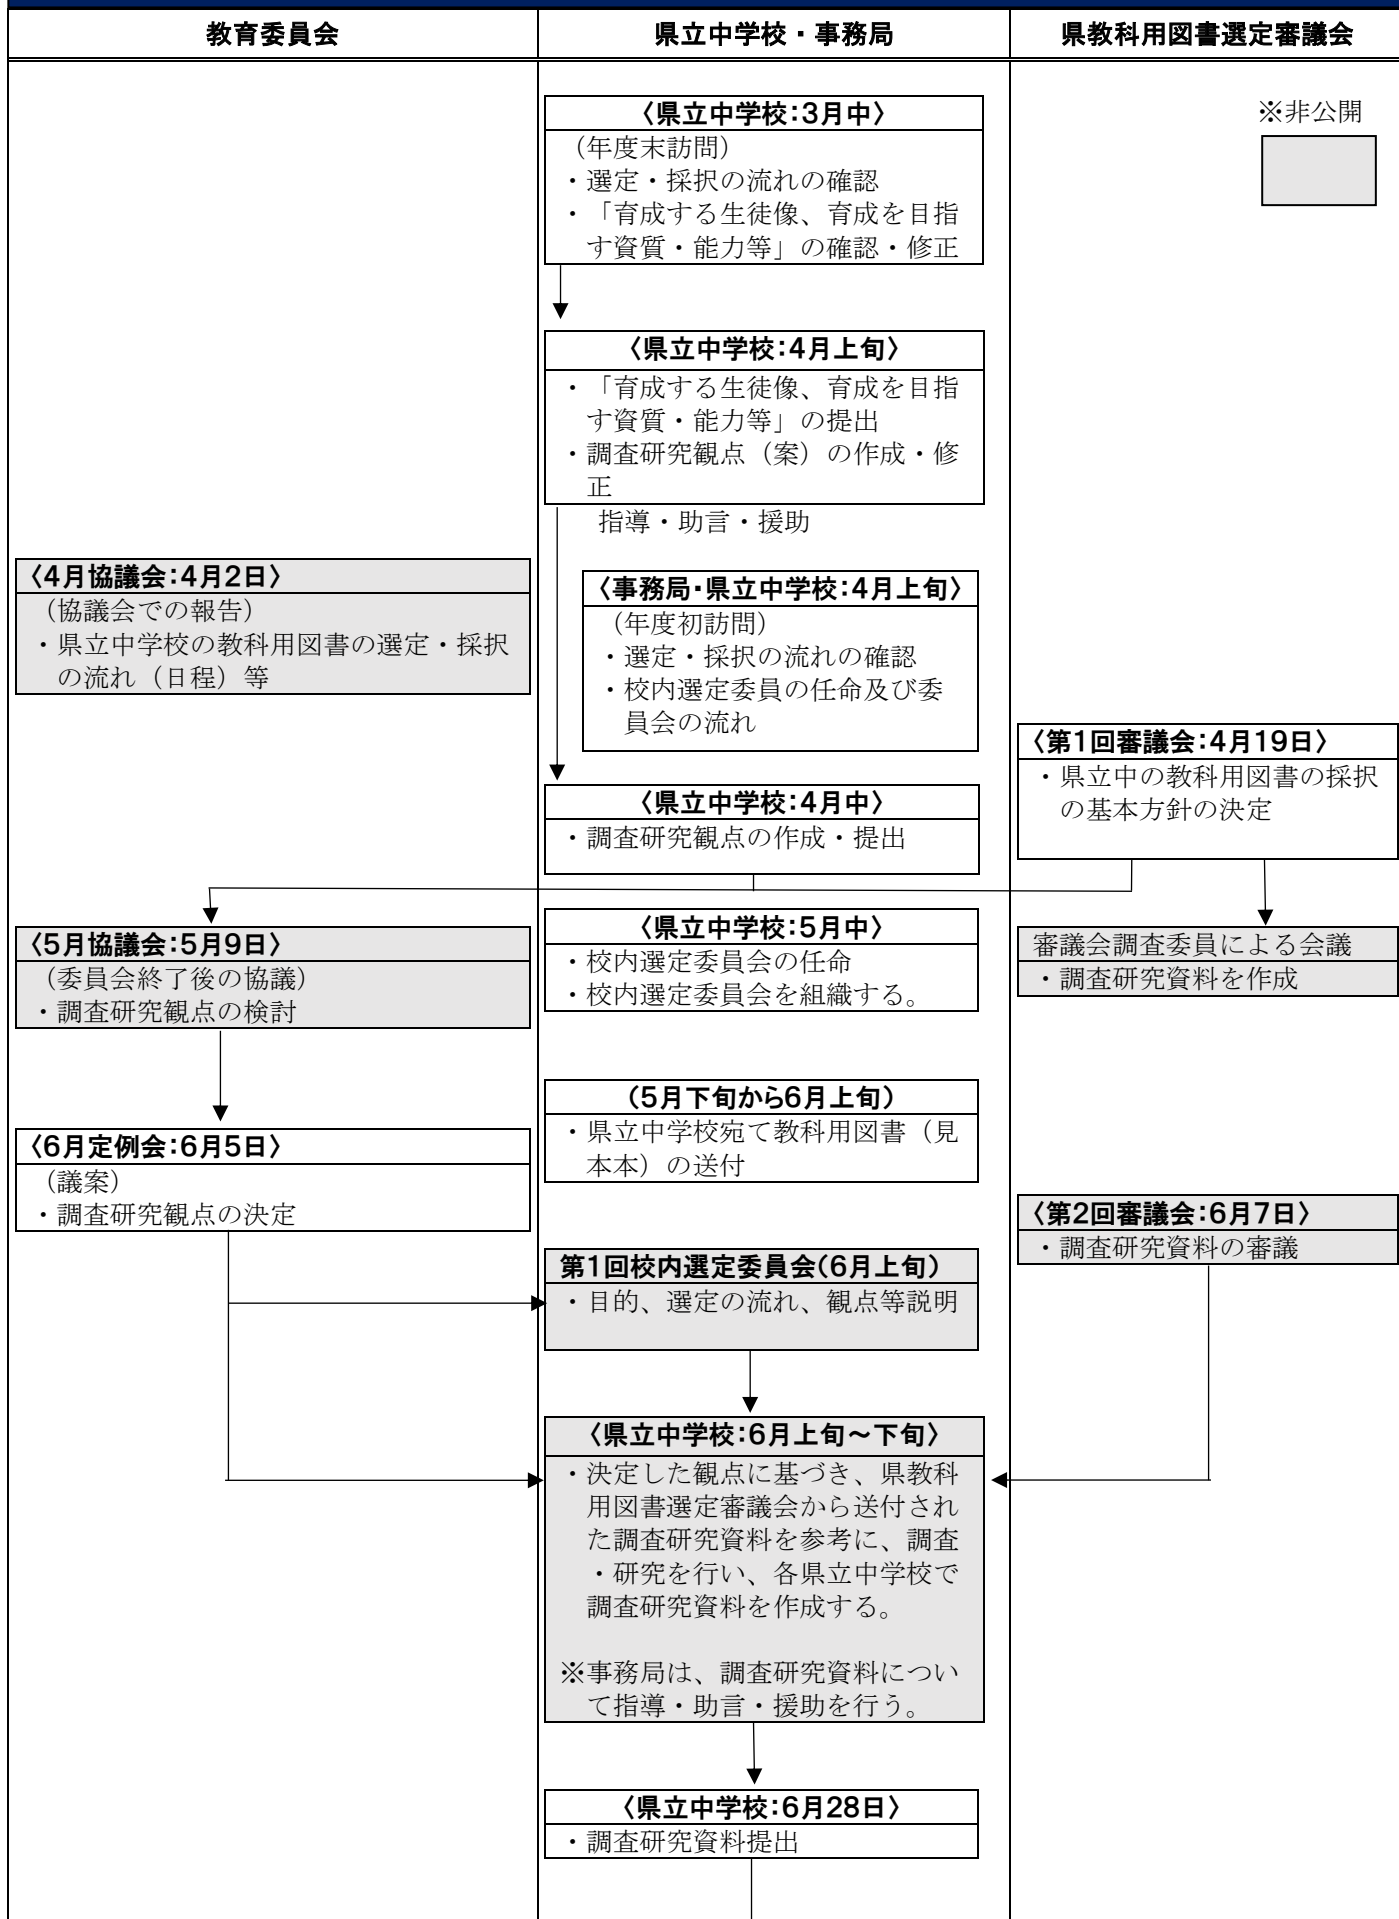 教育委員会
県立中学校・事務局
県教科用図書選定審議会
※非公開
〈県立中学校：3月中〉
（年度末訪問）
・選定・採択の流れの確認
・「育成する生徒像、育成を目指
す資質・能力等」の確認・修正
〈県立中学校：4月上旬〉
・「育成する生徒像、育成を目指
す資質・能力等」の提出
・調査研究観点（案）の作成・修
正
指導・助言・援助
〈4月協議会：4月2日〉
（協議会での報告）
・県立中学校の教科用図書の選定・採択
の流れ（日程）等
〈事務局・県立中学校：4月上旬〉
（年度初訪問）
・選定・採択の流れの確認
・校内選定委員の任命及び委
員会の流れ
〈第1回審議会：4月19日〉
・県立中の教科用図書の採択
の基本方針の決定
〈県立中学校：4月中〉
・調査研究観点の作成・提出
〈5月協議会：5月9日〉
（委員会終了後の協議）
・調査研究観点の検討
〈県立中学校：5月中〉
・校内選定委員会の任命
・校内選定委員会を組織する。
審議会調査委員による会議
・調査研究資料を作成
（5月下旬から6月上旬）
・県立中学校宛て教科用図書（見
本本）の送付
〈6月定例会：6月5日〉
（議案）
・調査研究観点の決定
〈第2回審議会：6月7日〉
・調査研究資料の審議
第1回校内選定委員会（6月上旬）
・目的、選定の流れ、観点等説明
〈県立中学校：6月上旬～下旬〉
・決定した観点に基づき、県教科
用図書選定審議会から送付され
た調査研究資料を参考に、調査
・研究を行い、各県立中学校で
調査研究資料を作成する。
※事務局は、調査研究資料につい
て指導・助言・援助を行う。
〈県立中学校：6月28日〉
・調査研究資料提出